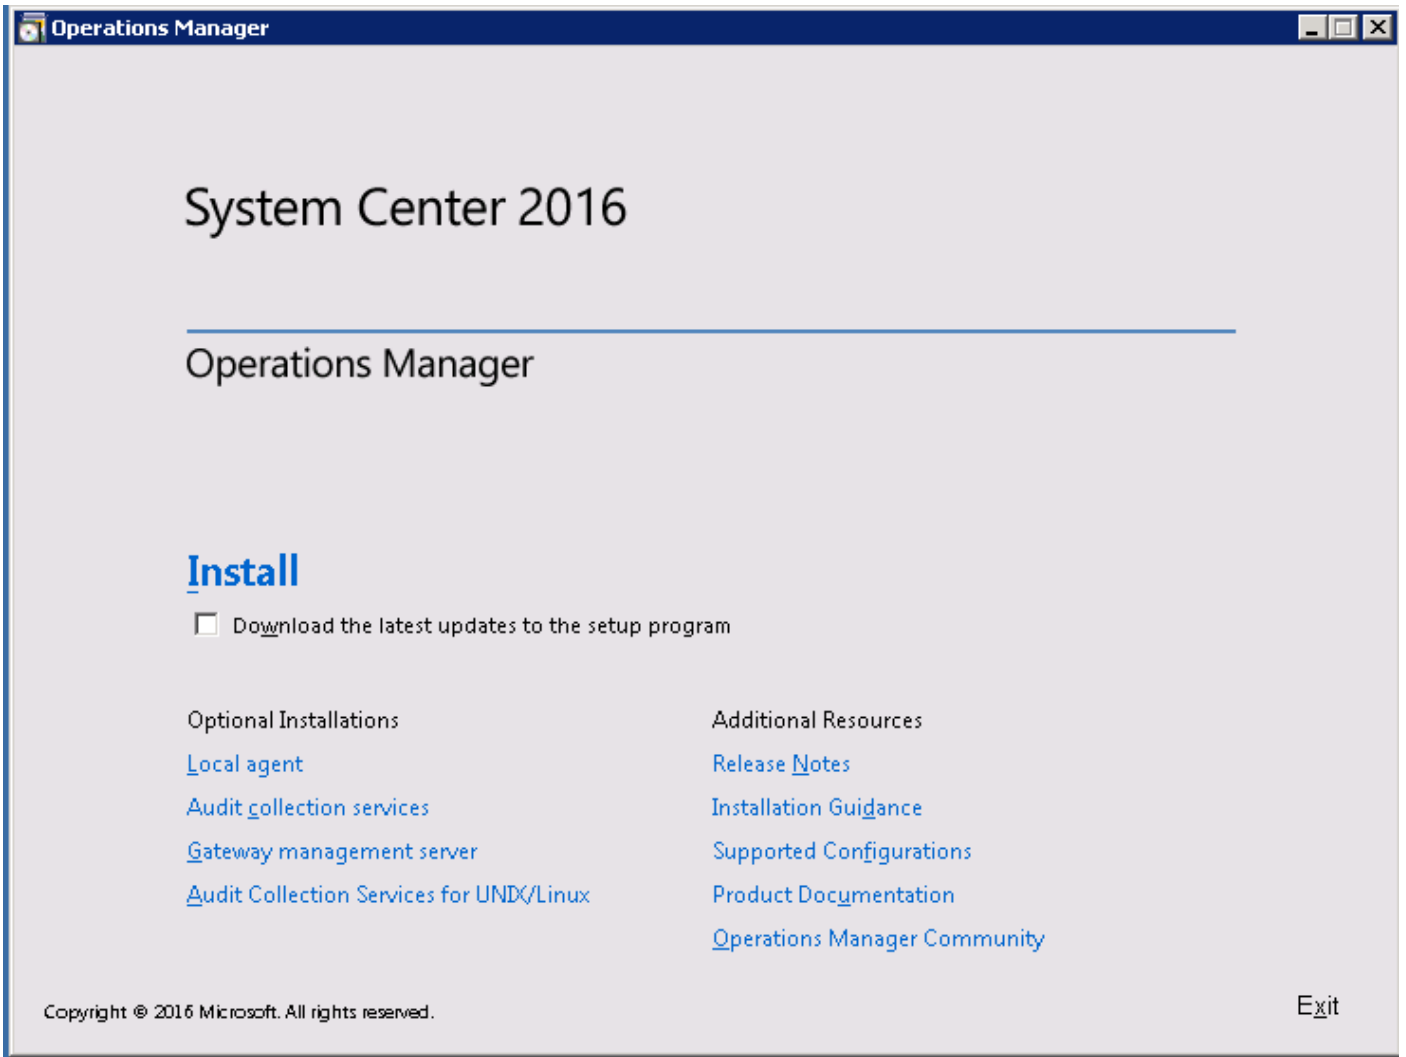 Operations Manager
System Center 2016
Operations Manager
Install
Download the latest updates to the setup program
Optional Installations
Local agent
Audit collection services
Gateway management server
Audit Collection Services for UNIX/Linux
Additional Resources
Release Notes
Installation Guidance
Supported Configurations
Product Documentation
Operations Manager Community
Copyright © 2016 Microsoft. All rights reserved.
Exit